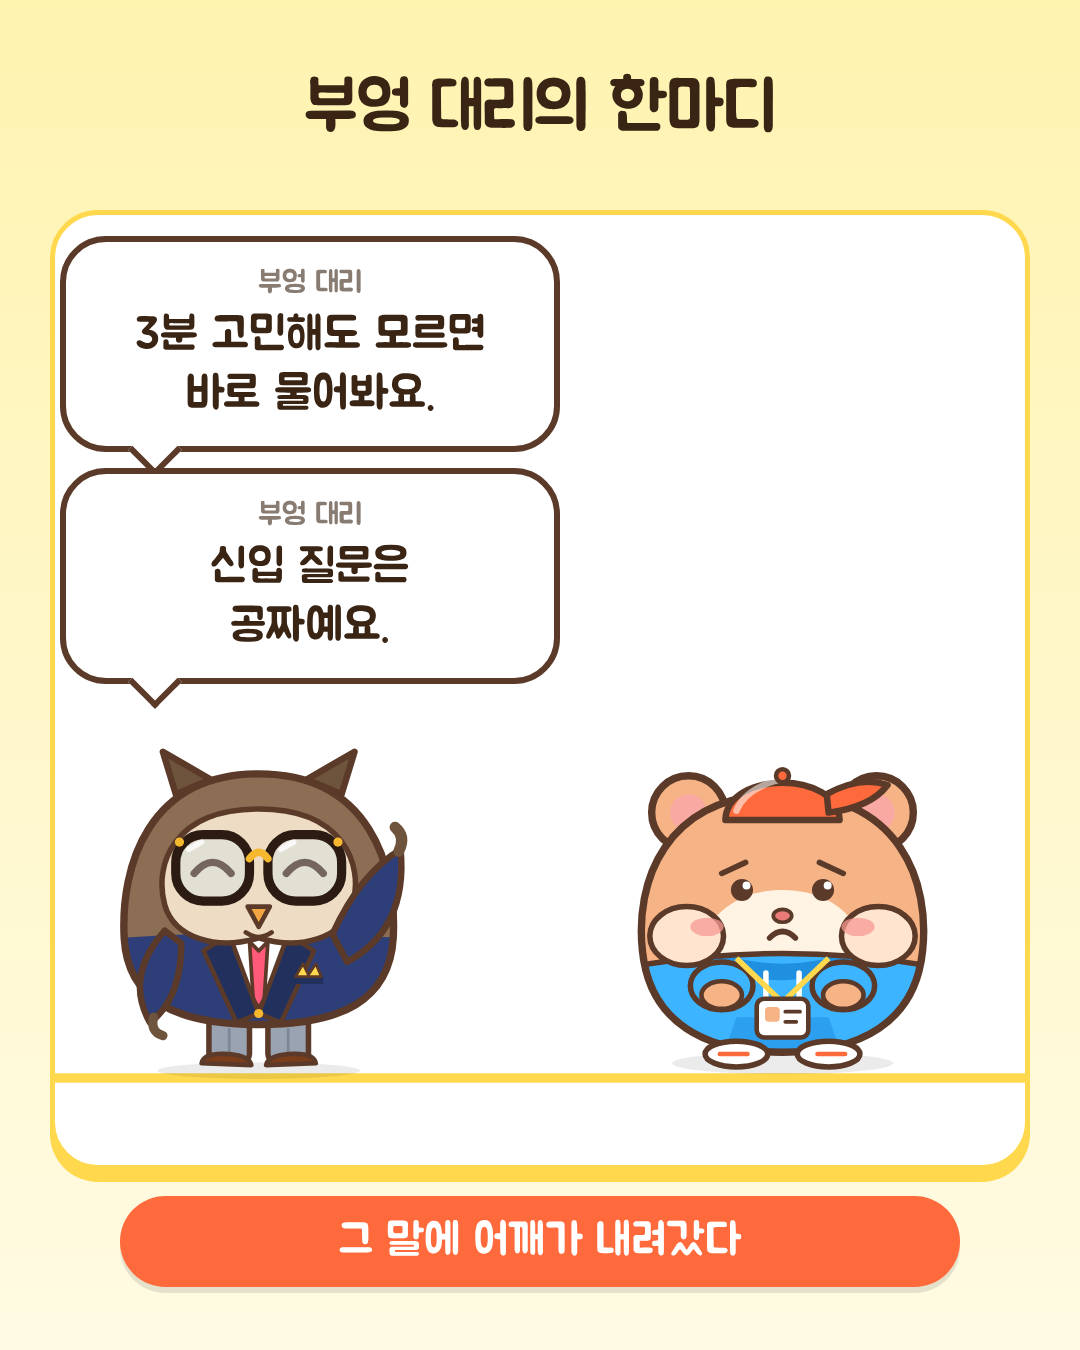 부엉 대리의 한마디
부엉 대리
3분 고민해도 모르면
바로 물어봐요.
부엉 대리
신입 질문은
공짜예요.
그 말에 어깨가 내려갔다